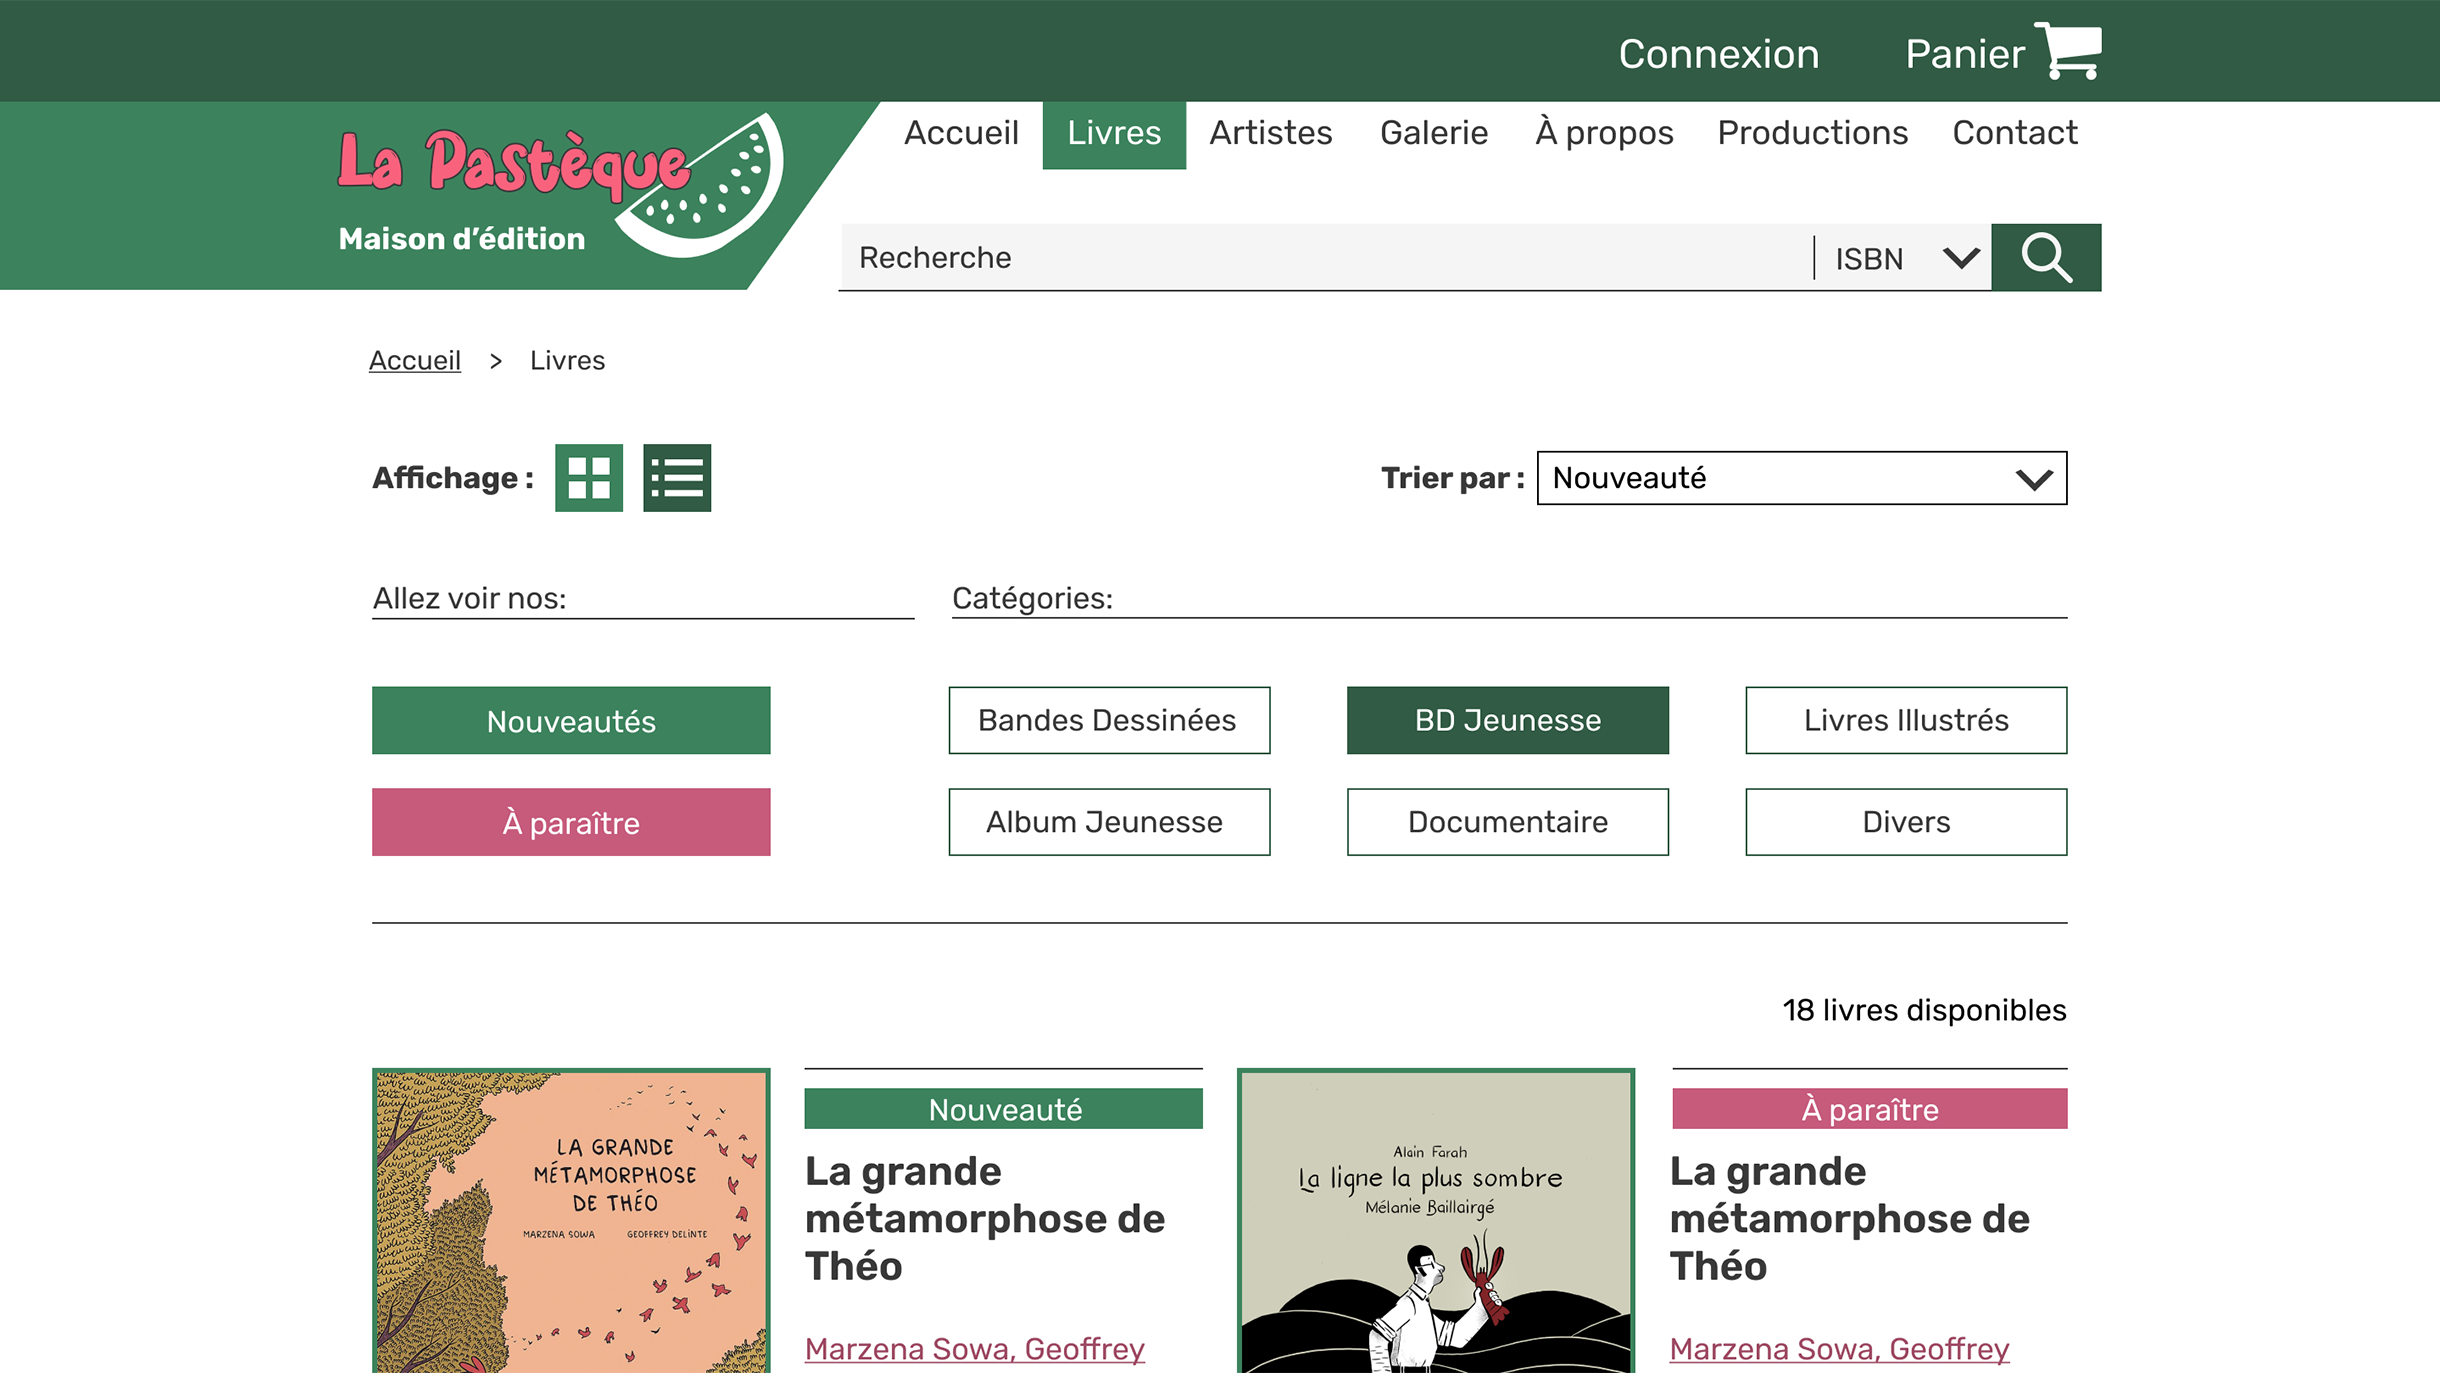 Connexion
Panier
La Pastèque
Maison d’édition
Accueil
Livres
Artistes
Galerie
À propos
Productions
Contact
Recherche
ISBN
Accueil > Livres
Affichage :
Trier par : Nouveauté
Allez voir nos:
Catégories:
Nouveautés
Bandes Dessinées
BD Jeunesse
Livres Illustrés
À paraître
Album Jeunesse
Documentaire
Divers
18 livres disponibles
LA GRANDE
MÉTAMORPHOSE
DE THÉO
MARZENA SOWA GEOFFREY DELINTE
Nouveauté
La grande
métamorphose de
Théo
Marzena Sowa, Geoffrey
Alain Farah
La ligne la plus sombre
Mélanie Baillairgé
À paraître
La grande
métamorphose de
Théo
Marzena Sowa, Geoffrey